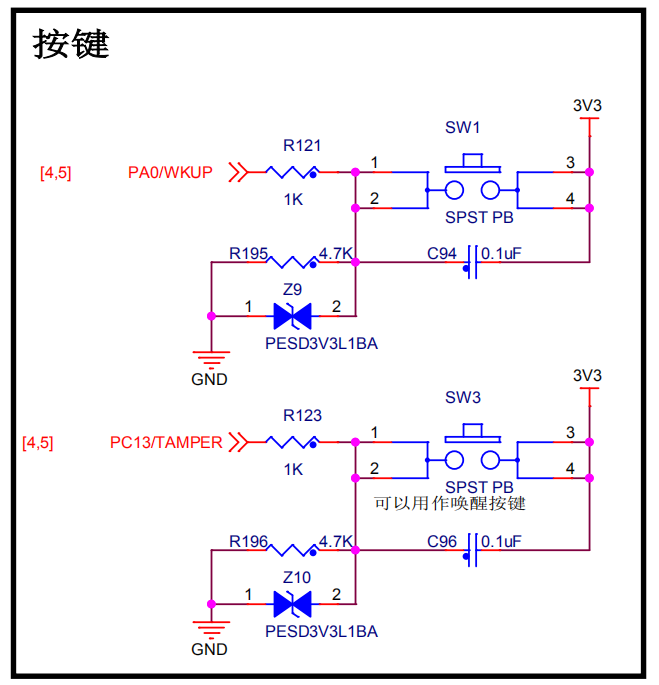 按键
3V3
SW1
R121
1
3
[4,5]
PA0/WKUP
1K
2
4
SPST PB
R195
4.7K
C94
0.1uF
Z9
1
2
PESD3V3L1BA
GND
3V3
SW3
R123
1
3
[4,5]
PC13/TAMPER
1K
2
4
SPST PB
可以用作唤醒按键
R196
4.7K
C96
0.1uF
Z10
1
2
PESD3V3L1BA
GND